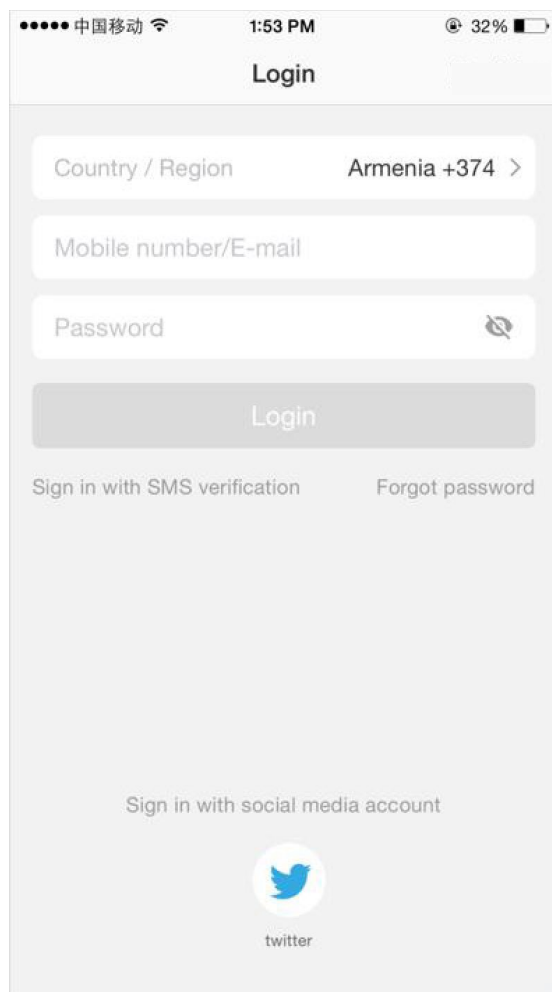 中国移动 1:53 PM 32%
Login
Country / Region Armenia +374 >
Mobile number/E-mail
Password
Login
Sign in with SMS verification Forgot password
Sign in with social media account
twitter